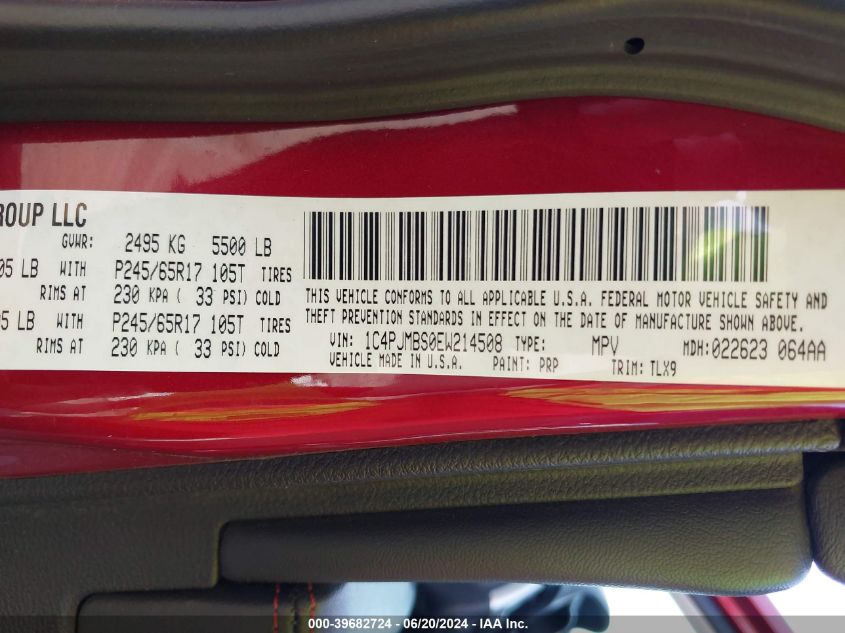 ROUP LLC
GVWR: 2495 KG 5500 LB
05 LB WITH P245/65R17 105T TIRES
RIMS AT 230 KPA ( 33 PSI) COLD
05 LB WITH P245/65R17 105T TIRES
RIMS AT 230 KPA ( 33 PSI) COLD
THIS VEHICLE CONFORMS TO ALL APPLICABLE U.S.A. FEDERAL MOTOR VEHICLE SAFETY AND
THEFT PREVENTION STANDARDS IN EFFECT ON THE DATE OF MANUFACTURE SHOWN ABOVE.
VIN: 1C4PJMBS0EW214508 TYPE: MPV MDH:022623 064AA
VEHICLE MADE IN U.S.A. PAINT: PRP TRIM: TLX9
000-39682724 - 06/20/2024 - IAA Inc.